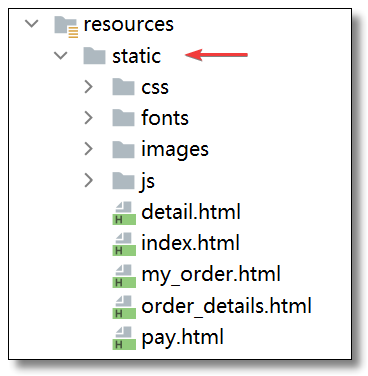 resources
static
css
fonts
images
js
H detail.html
H index.html
H my_order.html
H order_details.html
H pay.html